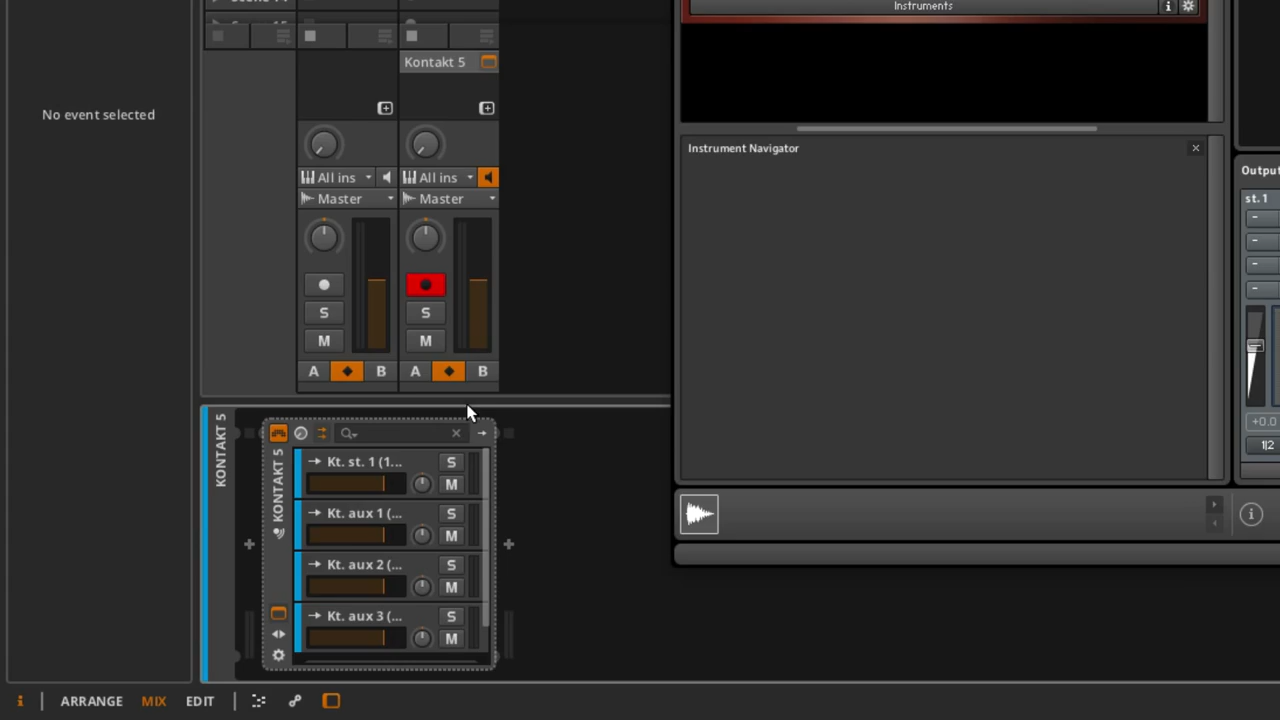 Instruments
Kontakt 5
No event selected
Instrument Navigator
Output
st. 1
All ins
All ins
Master
Master
S
S
M
M
A
B
A
B
+0.0
1|2
KONTAKT 5
KONTAKT 5
Kt. st. 1 (1...
S
M
Kt. aux 1 (...
S
M
Kt. aux 2 (...
S
M
Kt. aux 3 (...
S
M
i
ARRANGE
MIX
EDIT